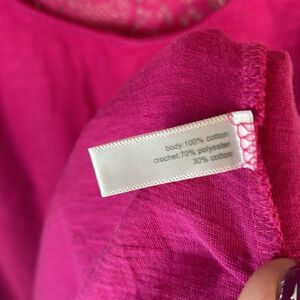 body:100% cotton
crochet:70% polyester
30% cotton